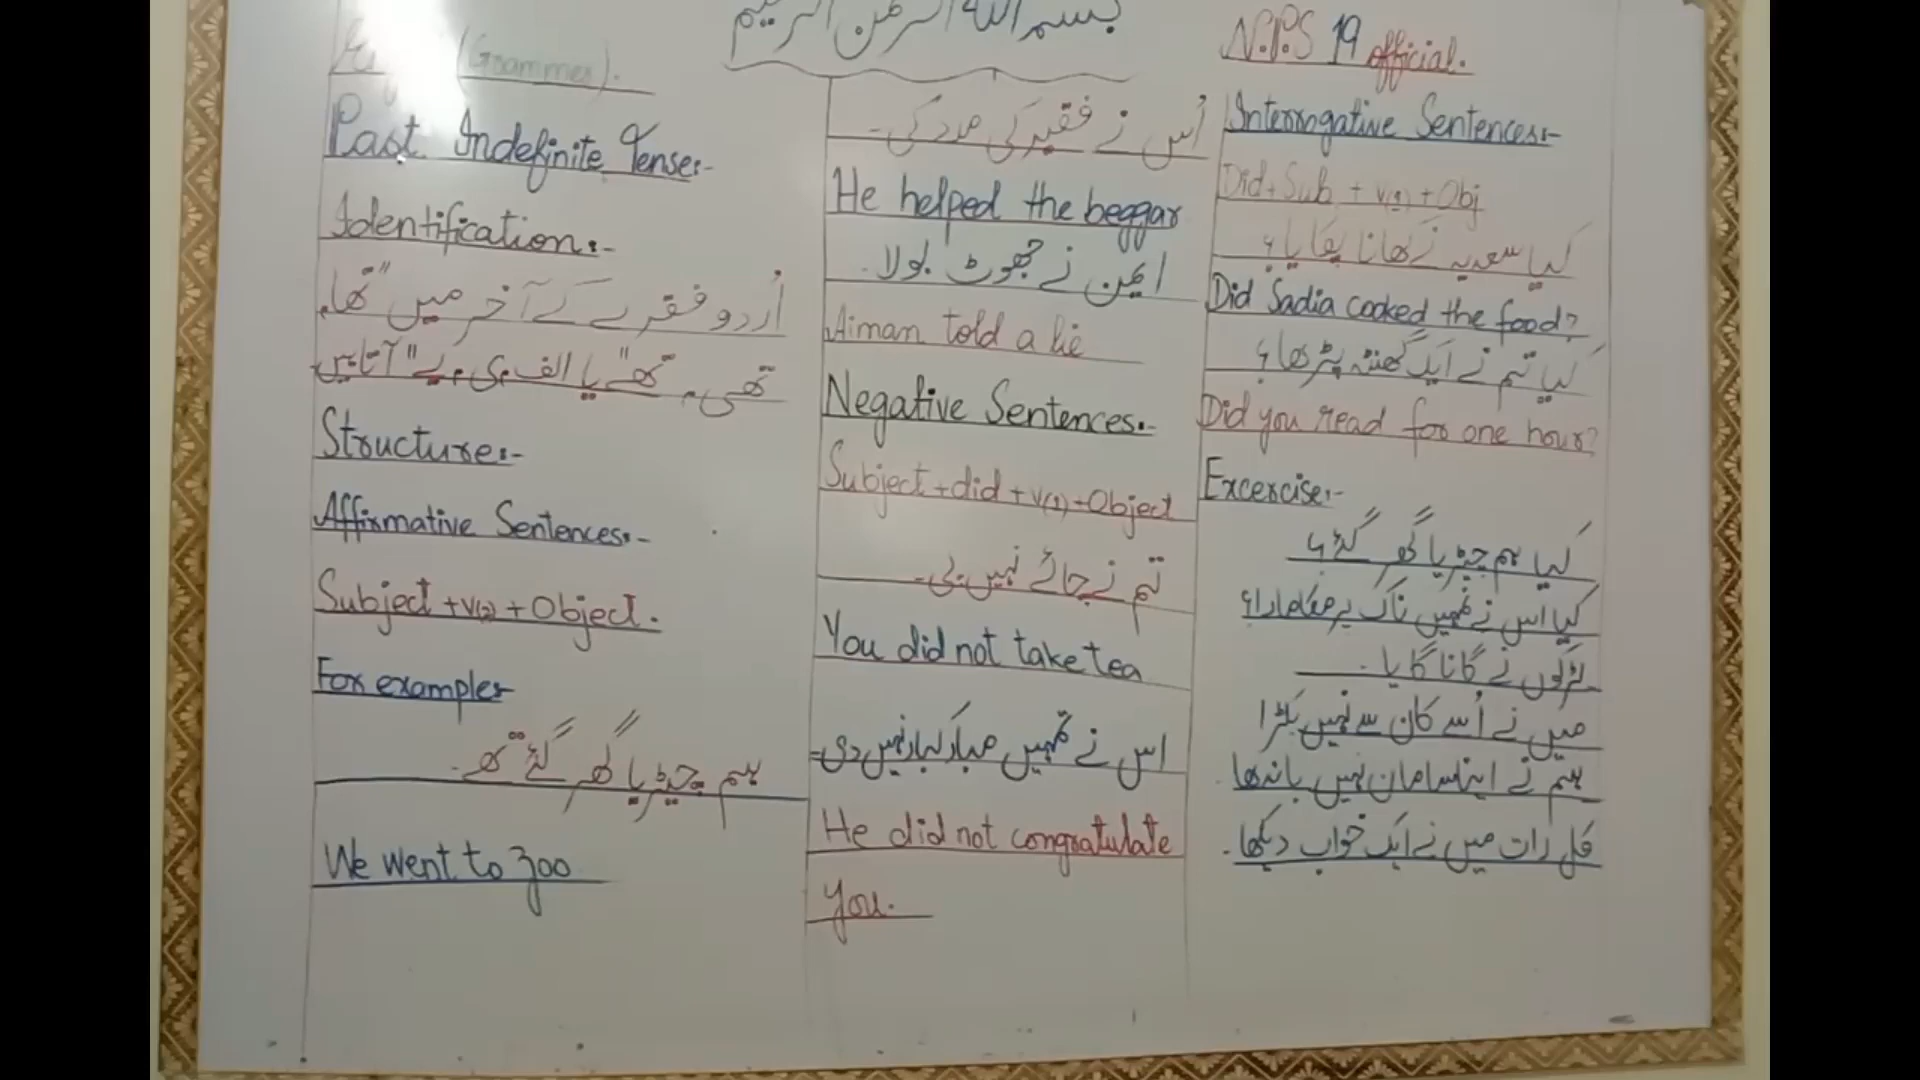 بسم اللہ الرحمٰن الرحیم
(Grammer).
Past Indefinite Tense:-
Identification:-
اُردو فقرے کے آخر میں "تھا،
تھی، تھے" یا الف، ی، ے" آتا ہیں
Structure:-
Affirmative Sentences:-
Subject + V(2) + Object.
For example:-
ہم چڑیا گھر گئے تھے۔
We went to zoo
اُس نے فقیر کی مدد کی۔
He helped the beggar
ایمن نے جھوٹ بولا۔
Aiman told a lie
Negative Sentences:-
Subject + did + V(1) + Object
تم نے چائے نہیں پی۔
You did not take tea
اس نے تمہیں مبارکباد نہیں دی۔
He did not congratulate
you.
N.P.S 19 official.
Interrogative Sentences:-
Did + Sub + V(1) + Obj
کیا سعدیہ نے کھانا پکایا؟
Did Sadia cooked the food?
کیا تم نے ایک گھنٹہ پڑھا؟
Did you read for one hour?
Excercise:-
کیا ہم چڑیا گھر گئے؟
کیا اس نے تمہیں ناک پر مکا مارا؟
لڑکوں نے گانا گایا۔
میں نے اُسے کان سے نہیں پکڑا
ہم نے اپنا سامان نہیں باندھا۔
کل رات میں نے ایک خواب دیکھا۔